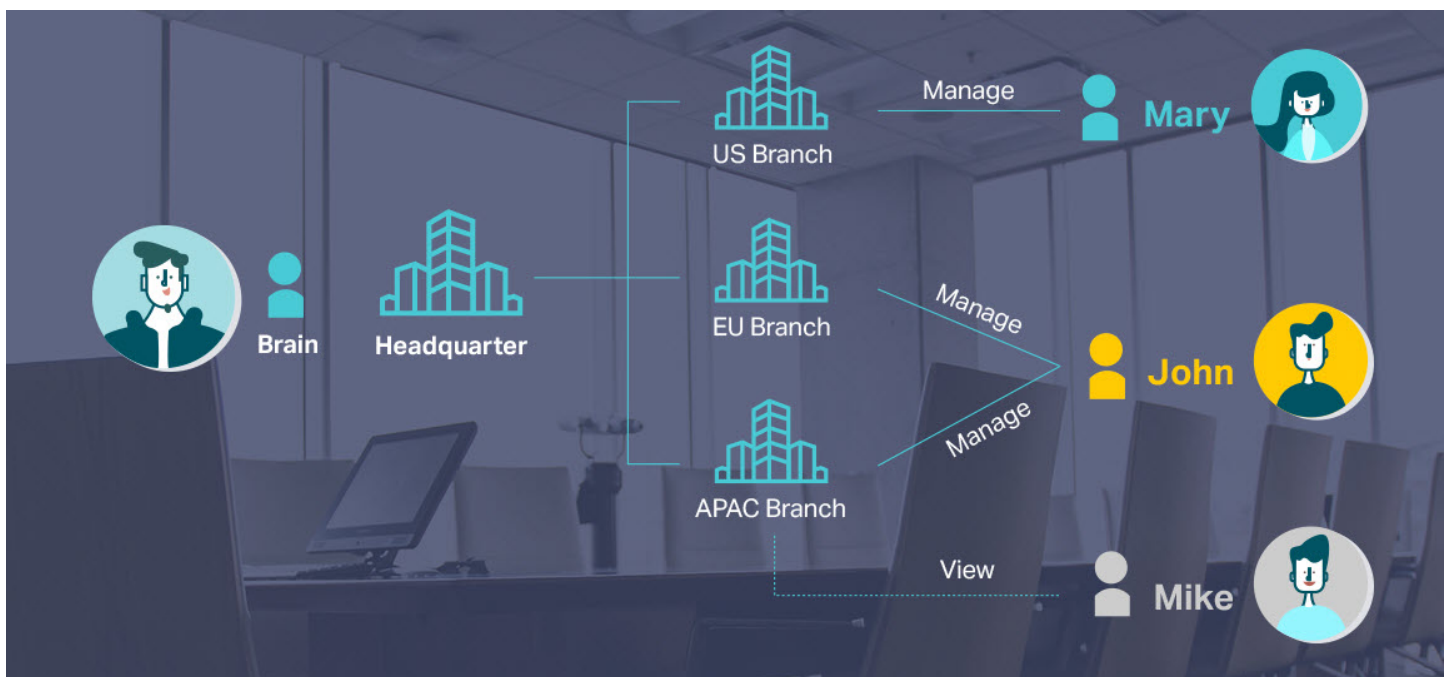 US Branch
Manage
Mary
Brain
Headquarter
EU Branch
Manage
John
APAC Branch
Manage
View
Mike